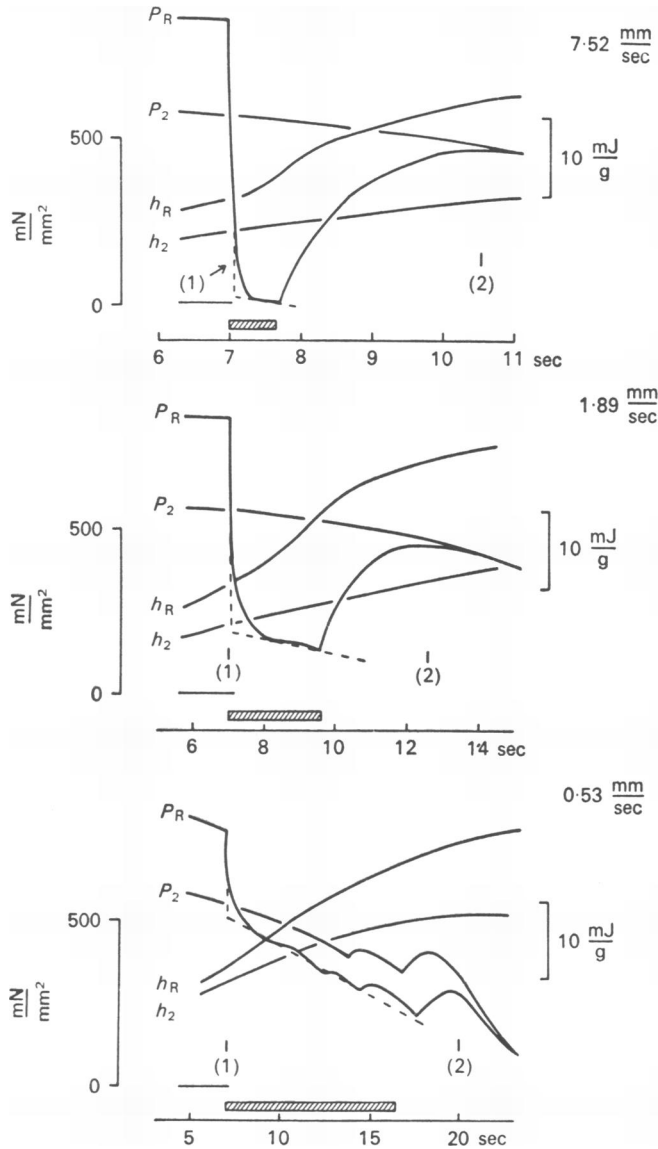 P_R
7·52 mm/sec
P_2
500
10 mJ/g
h_R
mN/mm²
h_2
(1)
(2)
0
6 7 8 9 10 11 sec
1·89 mm/sec
P_R
P_2
500
10 mJ/g
mN/mm²
h_R
h_2
(1) (2)
0
6 8 10 12 14 sec
0·53 mm/sec
P_R
P_2
500
10 mJ/g
h_R
mN/mm²
h_2
(1) (2)
0
5 10 15 20 sec